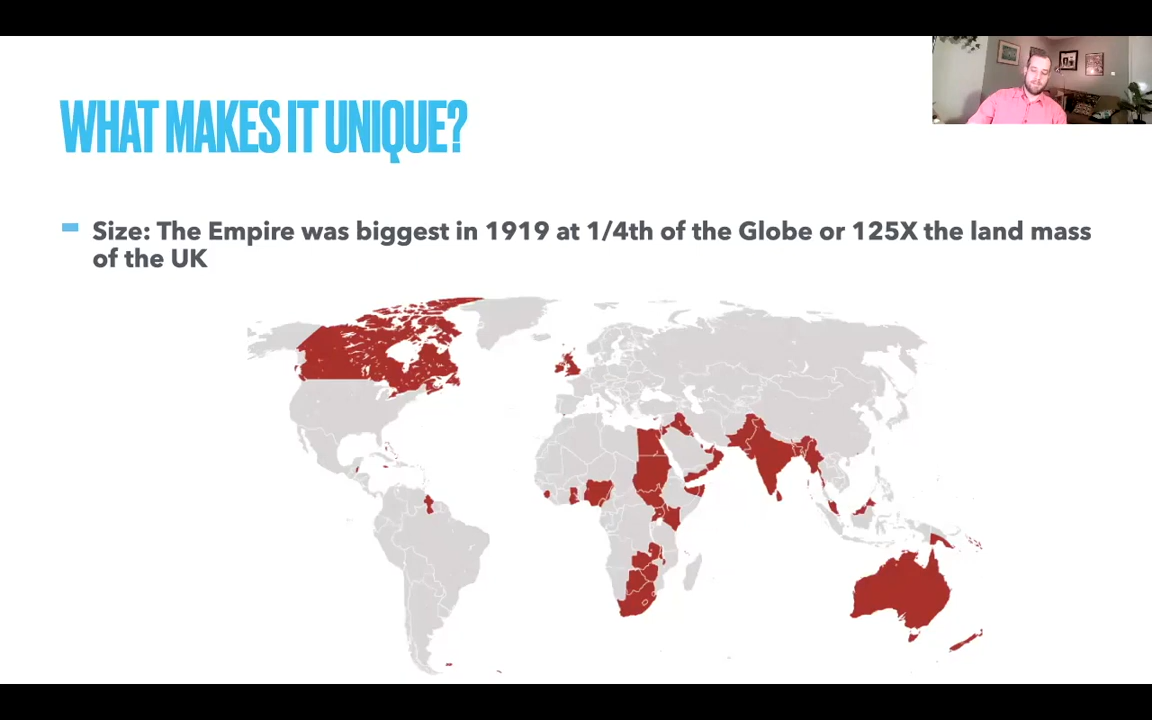 WHAT MAKES IT UNIQUE?
Size: The Empire was biggest in 1919 at 1/4th of the Globe or 125X the land mass
of the UK